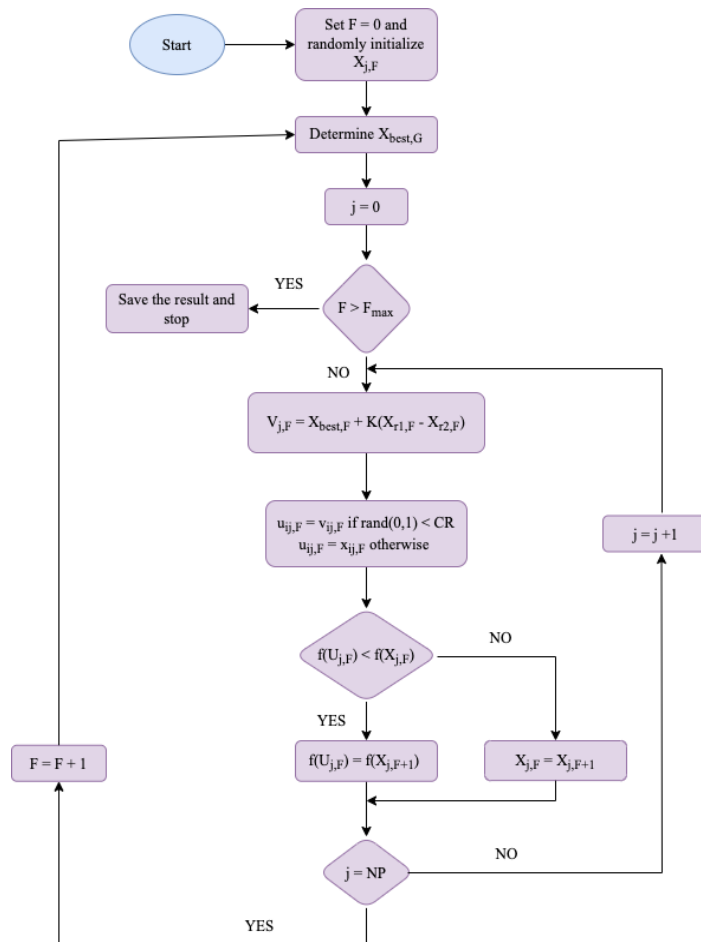 Start
Set F = 0 and
randomly initialize
X_{j,F}
Determine X_{best,G}
j = 0
YES
Save the result and
stop
F > F_{max}
NO
V_{j,F} = X_{best,F} + K(X_{r1,F} - X_{r2,F})
u_{ij,F} = v_{ij,F} if rand(0,1) < CR
u_{ij,F} = x_{ij,F} otherwise
j = j +1
f(U_{j,F}) < f(X_{j,F})
NO
YES
F = F + 1
f(U_{j,F}) = f(X_{j,F+1})
X_{j,F} = X_{j,F+1}
j = NP
NO
YES